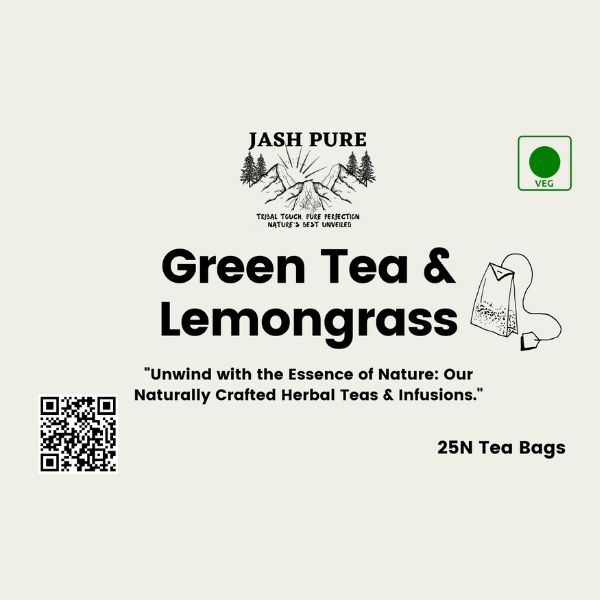 JASH PURE
TRIBAL TOUCH, PURE PERFECTION
NATURE'S BEST UNVEILED
VEG
Green Tea &
Lemongrass
"Unwind with the Essence of Nature: Our
Naturally Crafted Herbal Teas & Infusions."
25N Tea Bags